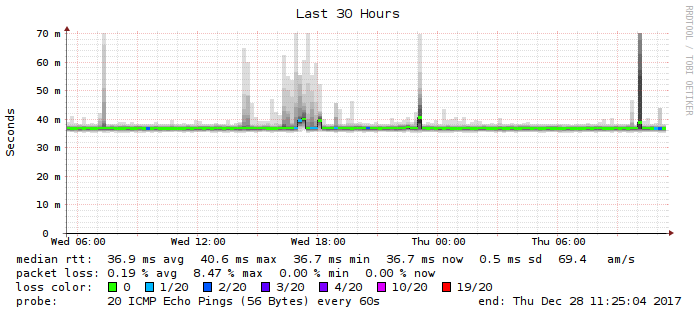 Last 30 Hours
RRDTOOL / TOBI OETIKER
Seconds
70 m
60 m
50 m
40 m
30 m
20 m
10 m
0
Wed 06:00 Wed 12:00 Wed 18:00 Thu 00:00 Thu 06:00
median rtt: 36.9 ms avg 40.6 ms max 36.7 ms min 36.7 ms now 0.5 ms sd 69.4 am/s
packet loss: 0.19 % avg 8.47 % max 0.00 % min 0.00 % now
loss color: 0 1/20 2/20 3/20 4/20 10/20 19/20
probe: 20 ICMP Echo Pings (56 Bytes) every 60s end: Thu Dec 28 11:25:04 2017